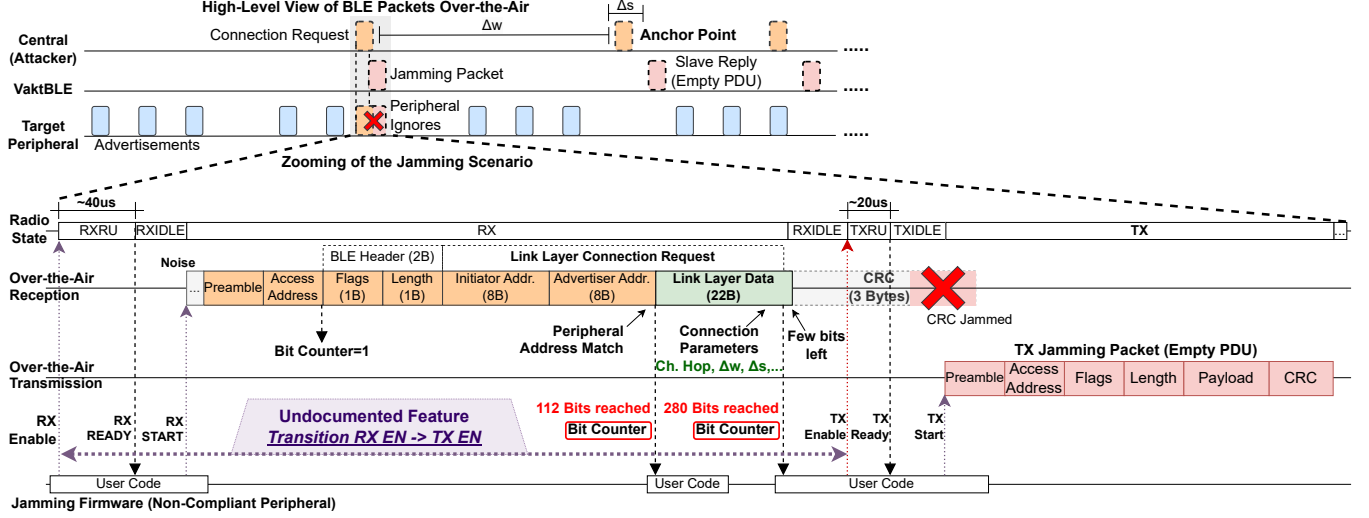 High-Level View of BLE Packets Over-the-Air
Δs
Central
(Attacker)
Connection Request
Δw
Anchor Point
.....
VaktBLE
Jamming Packet
Slave Reply
(Empty PDU)
.....
Target
Peripheral
Peripheral
Ignores
Advertisements
.....
Zooming of the Jamming Scenario
~40us
~20us
Radio
State
RXRU
RXIDLE
RX
RXIDLE
TXRU
TXIDLE
TX
...
Noise
BLE Header (2B)
Link Layer Connection Request
Over-the-Air
Reception
...
Preamble
Access
Address
Flags
(1B)
Length
(1B)
Initiator Addr.
(8B)
Advertiser Addr.
(8B)
Link Layer Data
(22B)
CRC
(3 Bytes)
CRC Jammed
Bit Counter=1
Peripheral
Address Match
Connection
Parameters
Ch. Hop, Δw, Δs,...
Few bits
left
TX Jamming Packet (Empty PDU)
Over-the-Air
Transmission
Preamble
Access
Address
Flags
Length
Payload
CRC
RX
Enable
RX
READY
RX
START
Undocumented Feature
Transition RX EN -> TX EN
112 Bits reached
Bit Counter
280 Bits reached
Bit Counter
TX
Enable
TX
Ready
TX
Start
User Code
User Code
User Code
Jamming Firmware (Non-Compliant Peripheral)